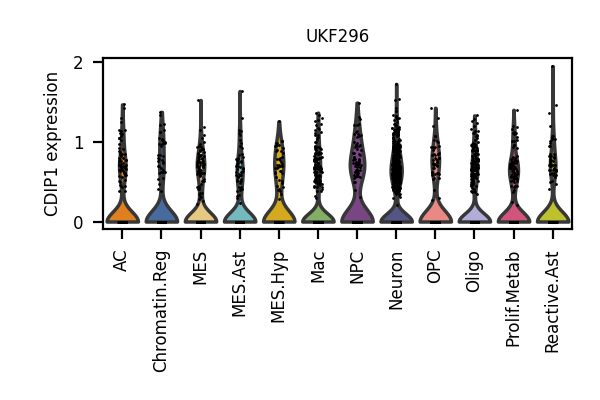 UKF296
CDIP1 expression
2
1
0
AC
Chromatin.Reg
MES
MES.Ast
MES.Hyp
Mac
NPC
Neuron
OPC
Oligo
Prolif.Metab
Reactive.Ast